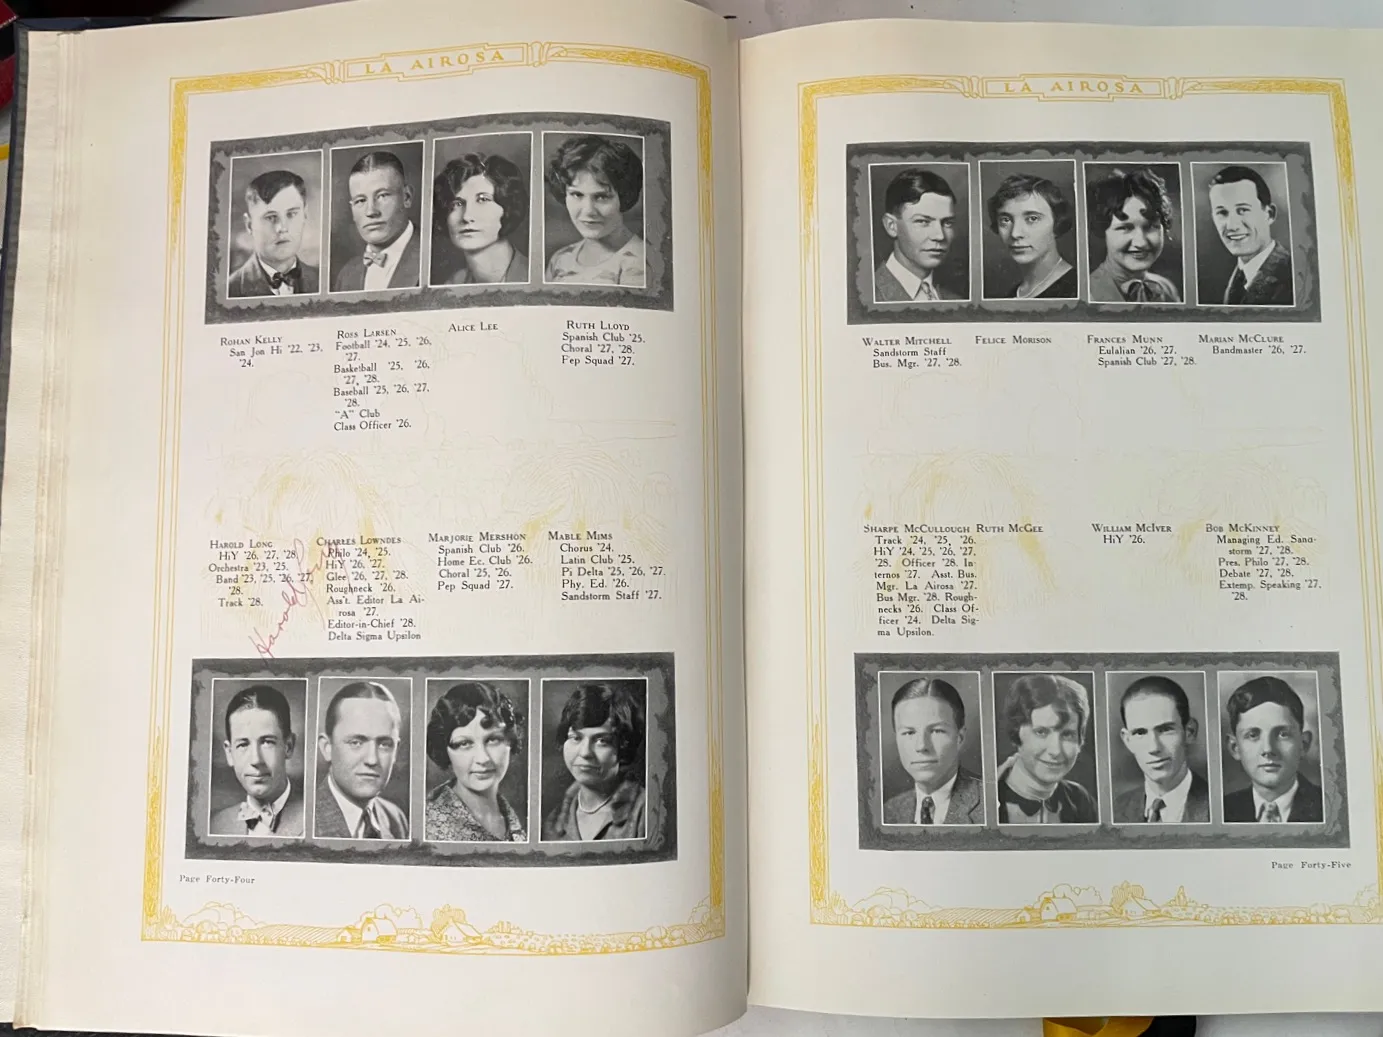 LA AIROSA
ROHAN KELLY
San Jon Hi '22, '23,
'24.
ROSS LARSEN
Football '24, '25, '26,
'27.
Basketball '25, '26,
'27, '28.
Baseball '25, '26, '27,
'28.
"A" Club
Class Officer '26.
ALICE LEE
RUTH LLOYD
Spanish Club '25.
Choral '27, '28.
Pep Squad '27.
HAROLD LONG
HiY '26, '27, '28.
Orchestra '23, '25.
Band '23, '25, '26, '27,
'28.
Track '28.
Harold Long
CHARLES LOWNDES
Philo '24, '25.
HiY '26, '27.
Glee '26, '27, '28.
Roughneck '26.
Ass't. Editor La Ai-
rosa '27.
Editor-in-Chief '28.
Delta Sigma Upsilon
MARJORIE MERSHON
Spanish Club '26.
Home Ec. Club '26.
Choral '25, '26.
Pep Squad '27.
MABLE MIMS
Chorus '24.
Latin Club '25.
Pi Delta '25, '26, '27.
Phy. Ed. '26.
Sandstorm Staff '27.
Page Forty-Four
LA AIROSA
WALTER MITCHELL
Sandstorm Staff
Bus. Mgr. '27, '28.
FELICE MORISON
FRANCES MUNN
Eulalian '26, '27.
Spanish Club '27, '28.
MARIAN MCCLURE
Bandmaster '26, '27.
SHARPE MCCULLOUGH
Track '24, '25, '26.
HiY '24, '25, '26, '27,
'28. Officer '28. In-
ternos '27. Asst. Bus.
Mgr. La Airosa '27.
Bus Mgr. '28. Rough-
necks '26. Class Of-
ficer '24. Delta Sig-
ma Upsilon.
RUTH MCGEE
WILLIAM MCIVER
HiY '26.
BOB MCKINNEY
Managing Ed. Sand-
storm '27, '28.
Pres. Philo '27, '28.
Debate '27, '28.
Extemp. Speaking '27,
'28.
Page Forty-Five